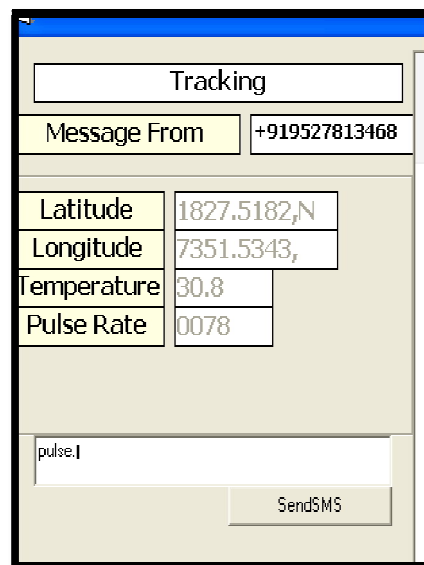 Tracking
Message From +919527813468
Latitude 1827.5182,N
Longitude 7351.5343,
Temperature 30.8
Pulse Rate 0078
pulse.
SendSMS